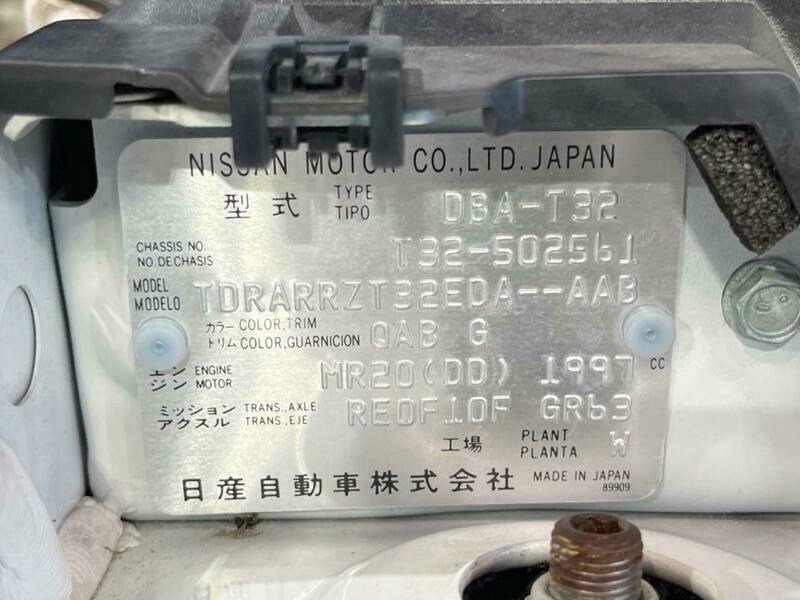 NISSAN MOTOR CO.,LTD. JAPAN
型式 TYPE TIPO DBA-T32
CHASSIS NO. NO.DE CHASIS T32-502561
MODEL MODELO TDRARRZT32EDA--AAB
カラー COLOR,TRIM トリム COLOR,GUARNICION QAB G
エンジン ENGINE MOTOR MR20(DD) 1997 CC
ミッション TRANS.,AXLE アクスル TRANS.,EJE RE0F10F GR63
工場 PLANT PLANTA W
日産自動車株式会社 MADE IN JAPAN
89909